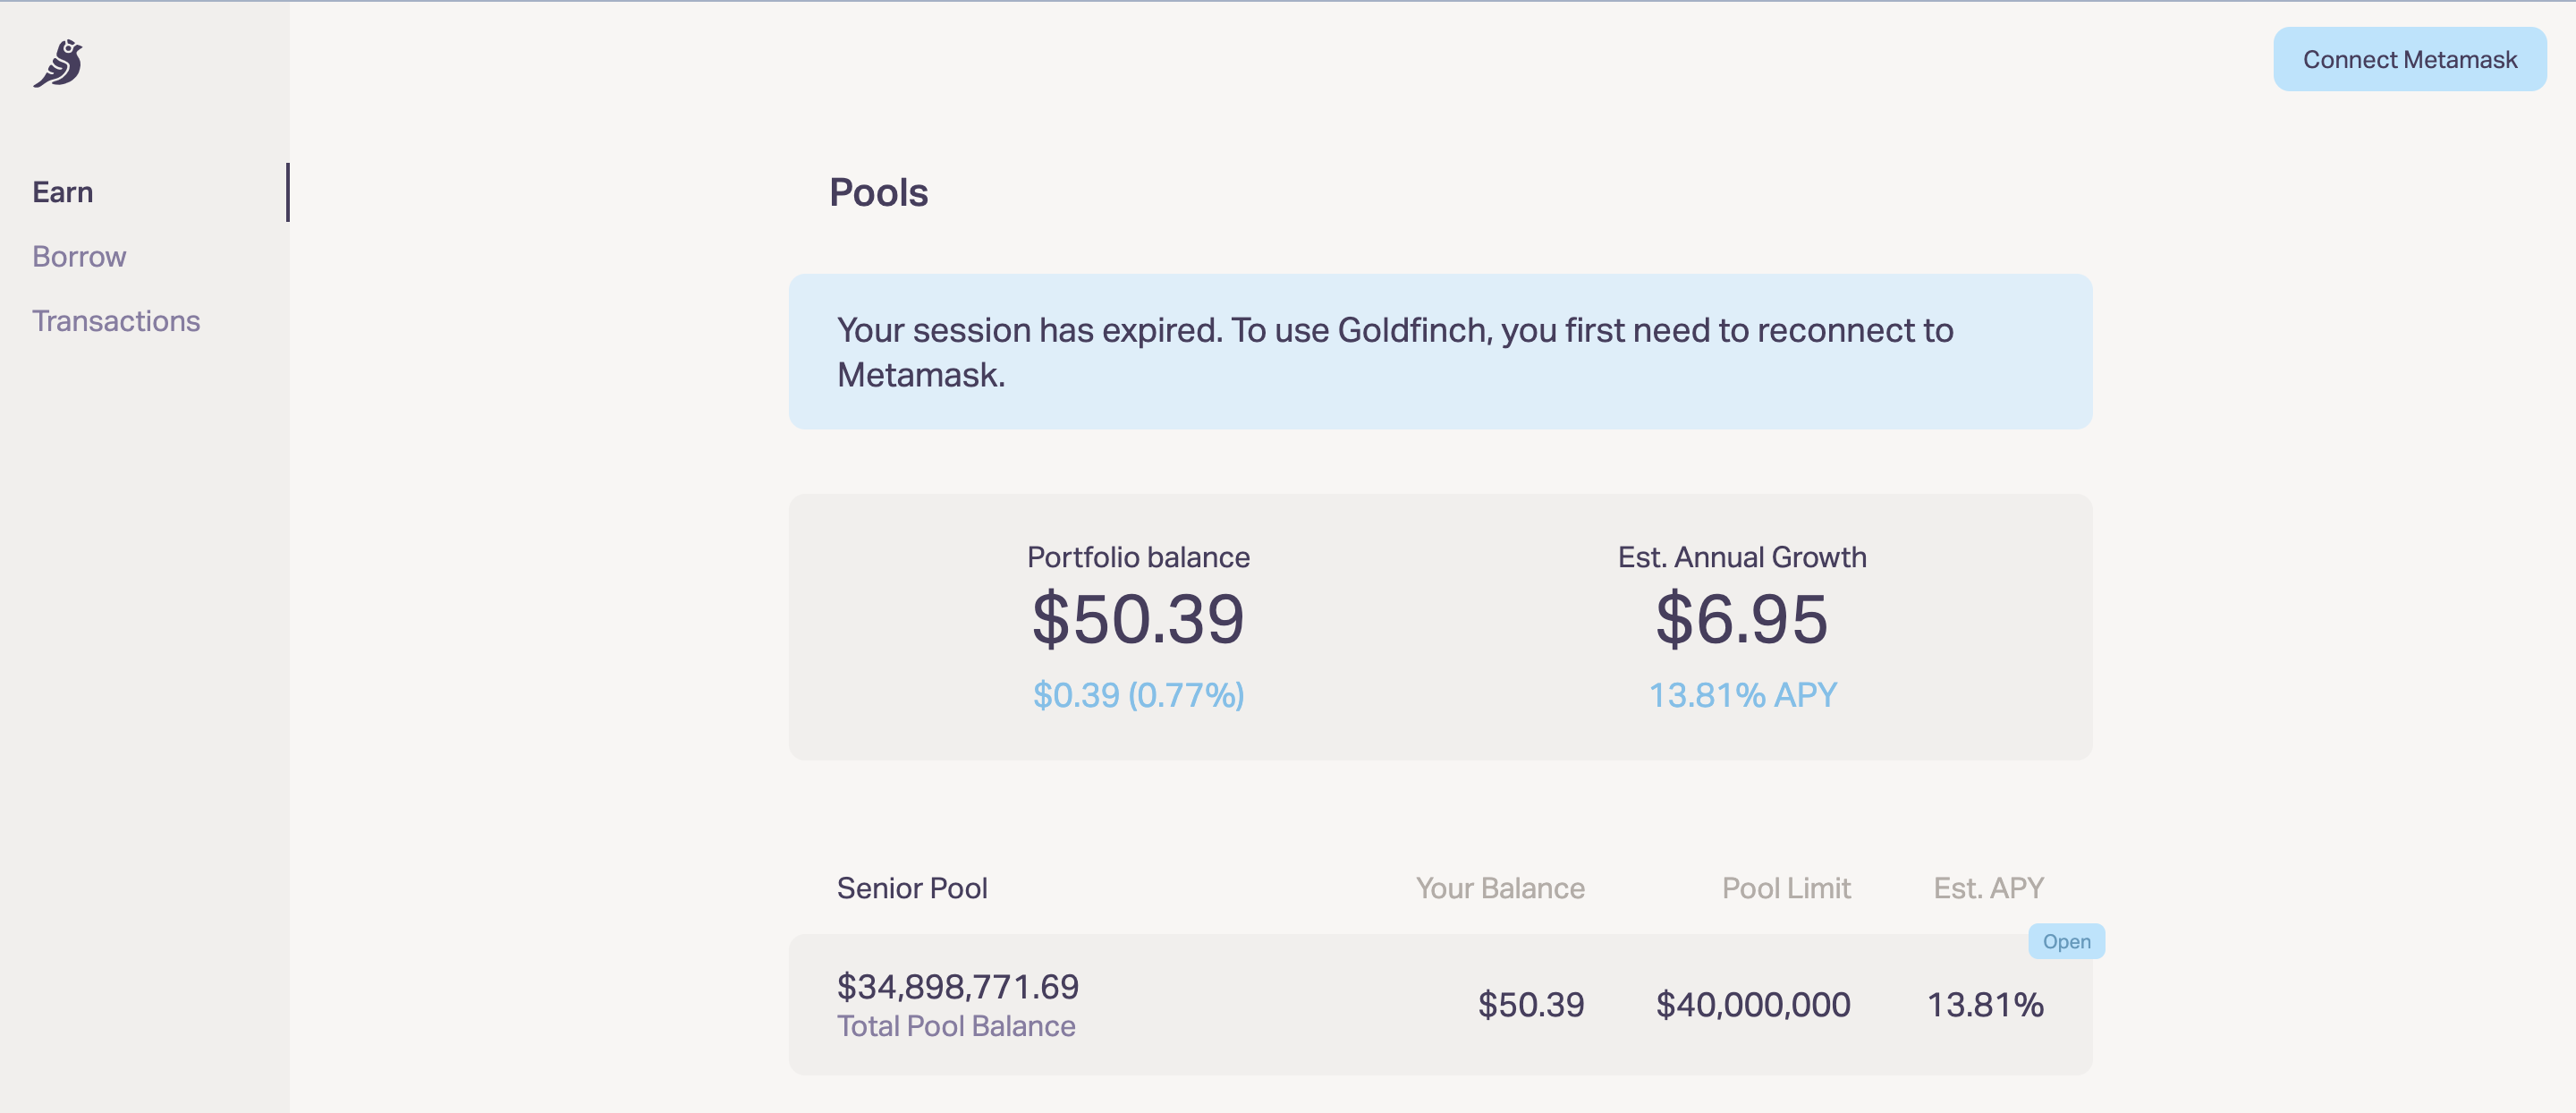 Connect Metamask
Earn
Borrow
Transactions
Pools
Your session has expired. To use Goldfinch, you first need to reconnect to
Metamask.
Portfolio balance
$50.39
$0.39 (0.77%)
Est. Annual Growth
$6.95
13.81% APY
Senior Pool Your Balance Pool Limit Est. APY
Open
$34,898,771.69
Total Pool Balance
$50.39 $40,000,000 13.81%